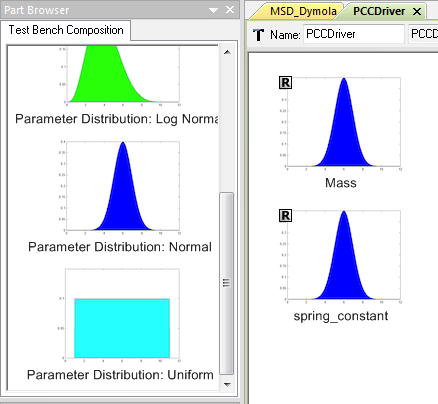 Part Browser
Test Bench Composition
Parameter Distribution: Log Norma
Parameter Distribution: Normal
Parameter Distribution: Uniform
MSD_Dymola
PCCDriver
Name:
PCCDriver
PCCD
R
Mass
R
spring_constant